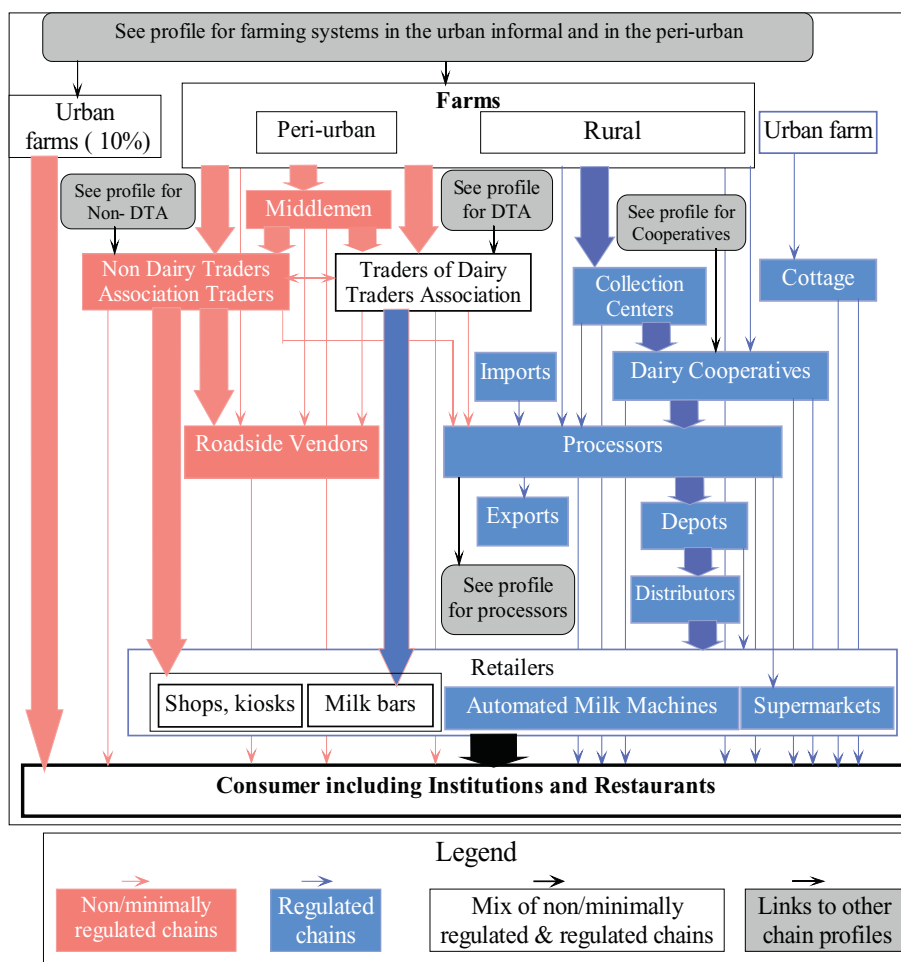 See profile for farming systems in the urban informal and in the peri-urban
Urban
farms ( 10%)
Farms
Peri-urban
Rural
Urban farm
See profile for
Non- DTA
Middlemen
See profile
for DTA
See profile for
Cooperatives
Non Dairy Traders
Association Traders
Traders of Dairy
Traders Association
Collection
Centers
Cottage
Imports
Dairy Cooperatives
Roadside Vendors
Processors
Exports
Depots
See profile
for processors
Distributors
Retailers
Shops, kiosks
Milk bars
Automated Milk Machines
Supermarkets
Consumer including Institutions and Restaurants
Legend
Non/minimally
regulated chains
Regulated
chains
Mix of non/minimally
regulated & regulated chains
Links to other
chain profiles